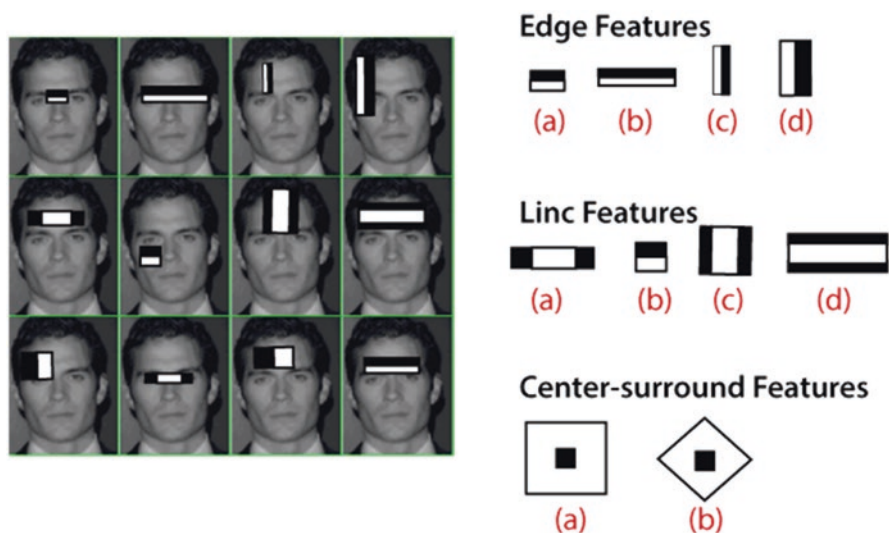 Edge Features
(a) (b) (c) (d)
Linc Features
(a) (b) (c) (d)
Center-surround Features
(a) (b)